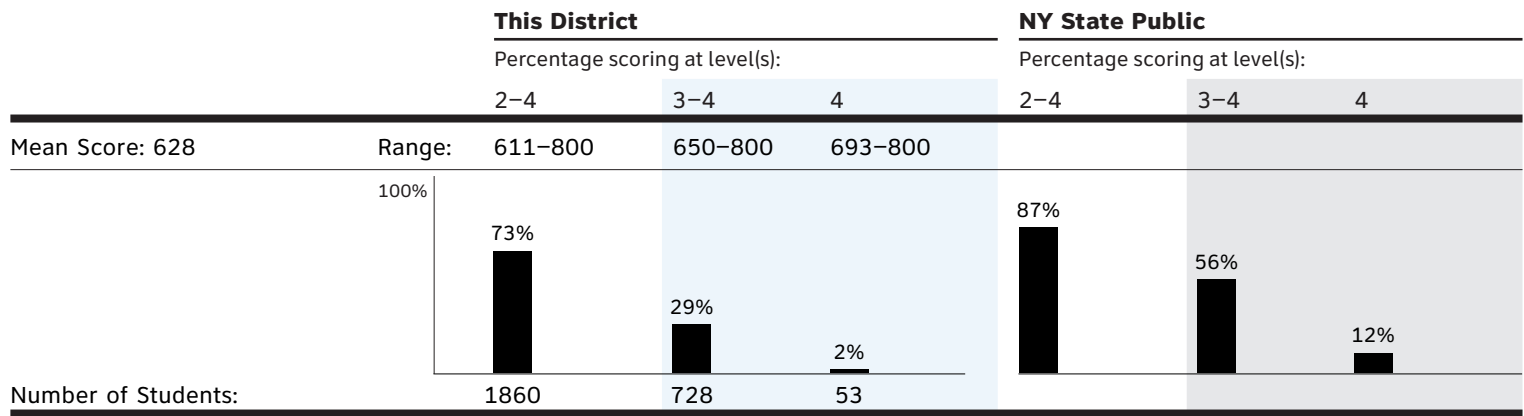 This District NY State Public
Percentage scoring at level(s): Percentage scoring at level(s):
2–4 3–4 4 2–4 3–4 4
Mean Score: 628 Range: 611–800 650–800 693–800
100%
87%
73%
56%
29%
12%
2%
Number of Students: 1860 728 53